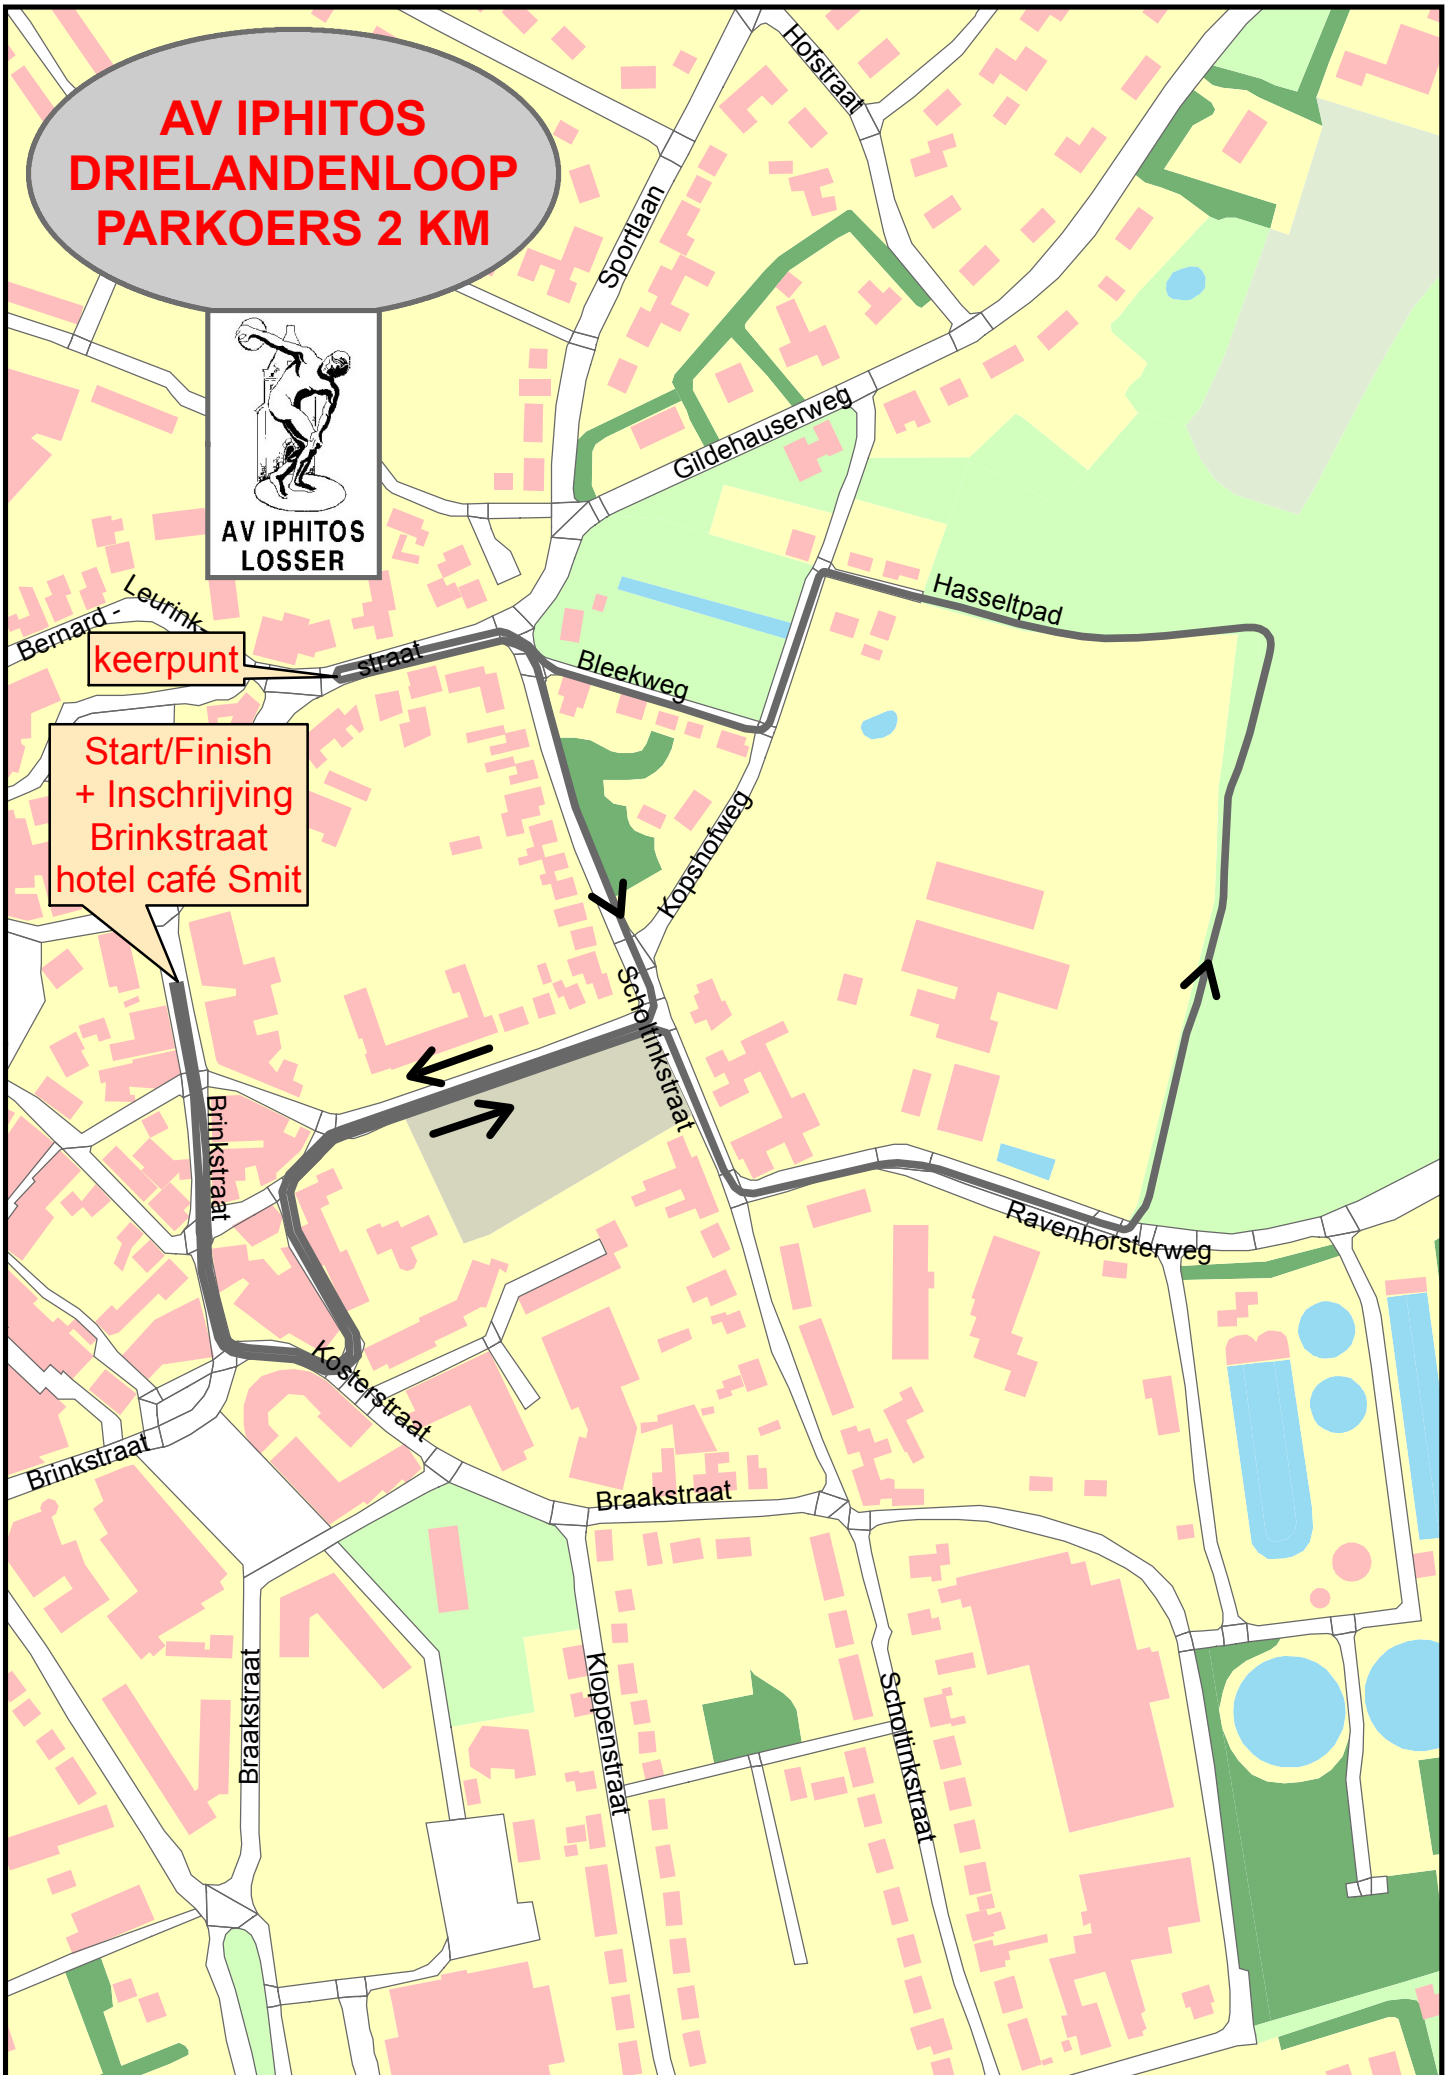 AV IPHITOS
DRIELANDENLOOP
PARKOERS 2 KM
AV IPHITOS
LOSSER
Hofstraat
Sportlaan
Gildehauserweg
Bernard -
Leurink-
straat
keerpunt
Hasseltpad
Bleekweg
Start/Finish
+ Inschrijving
Brinkstraat
hotel café Smit
Kopshofweg
Scholtinkstraat
Brinkstraat
Ravenhorsterweg
Kosterstraat
Brinkstraat
Braakstraat
Braakstraat
Kloppenstraat
Scholtinkstraat